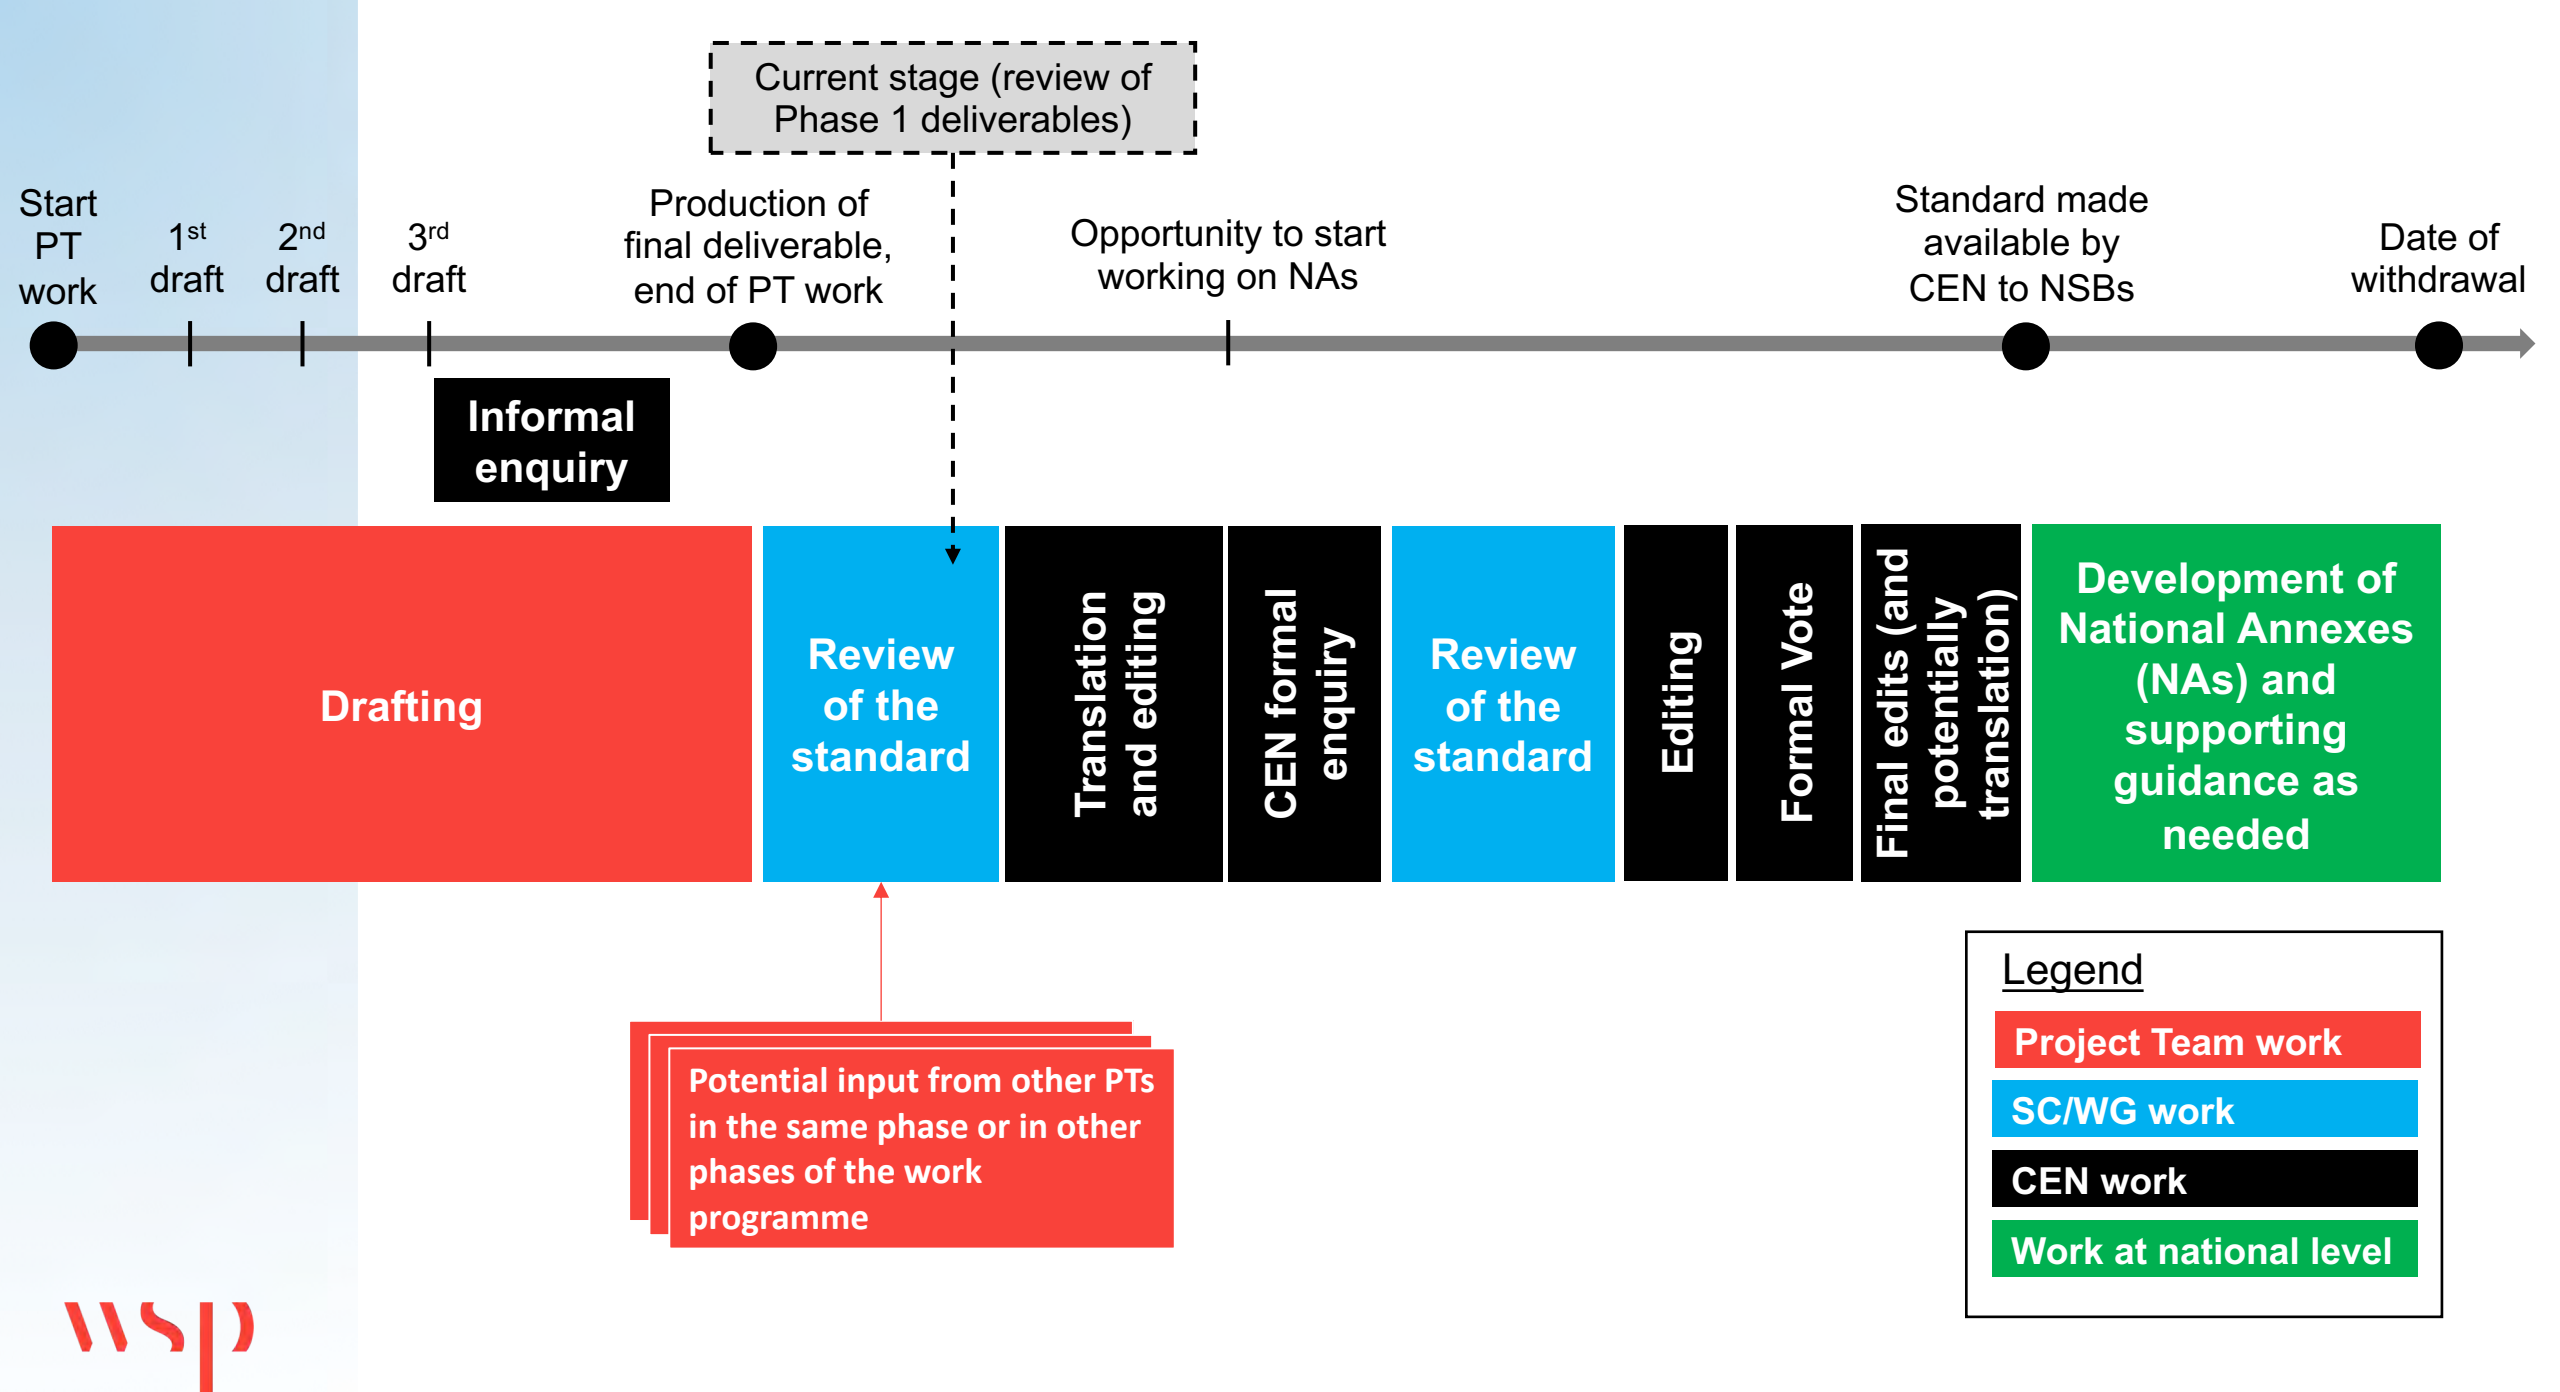 Current stage (review of
Phase 1 deliverables)
Start
PT
work
1st
draft
2nd
draft
3rd
draft
Production of
final deliverable,
end of PT work
Opportunity to start
working on NAs
Standard made
available by
CEN to NSBs
Date of
withdrawal
Informal
enquiry
Drafting
Review
of the
standard
Translation
and editing
CEN formal
enquiry
Review
of the
standard
Editing
Formal Vote
Final edits (and
potentially
translation)
Development of
National Annexes
(NAs) and
supporting
guidance as
needed
Potential input from other PTs
in the same phase or in other
phases of the work
programme
Legend
Project Team work
SC/WG work
CEN work
Work at national level
wsp